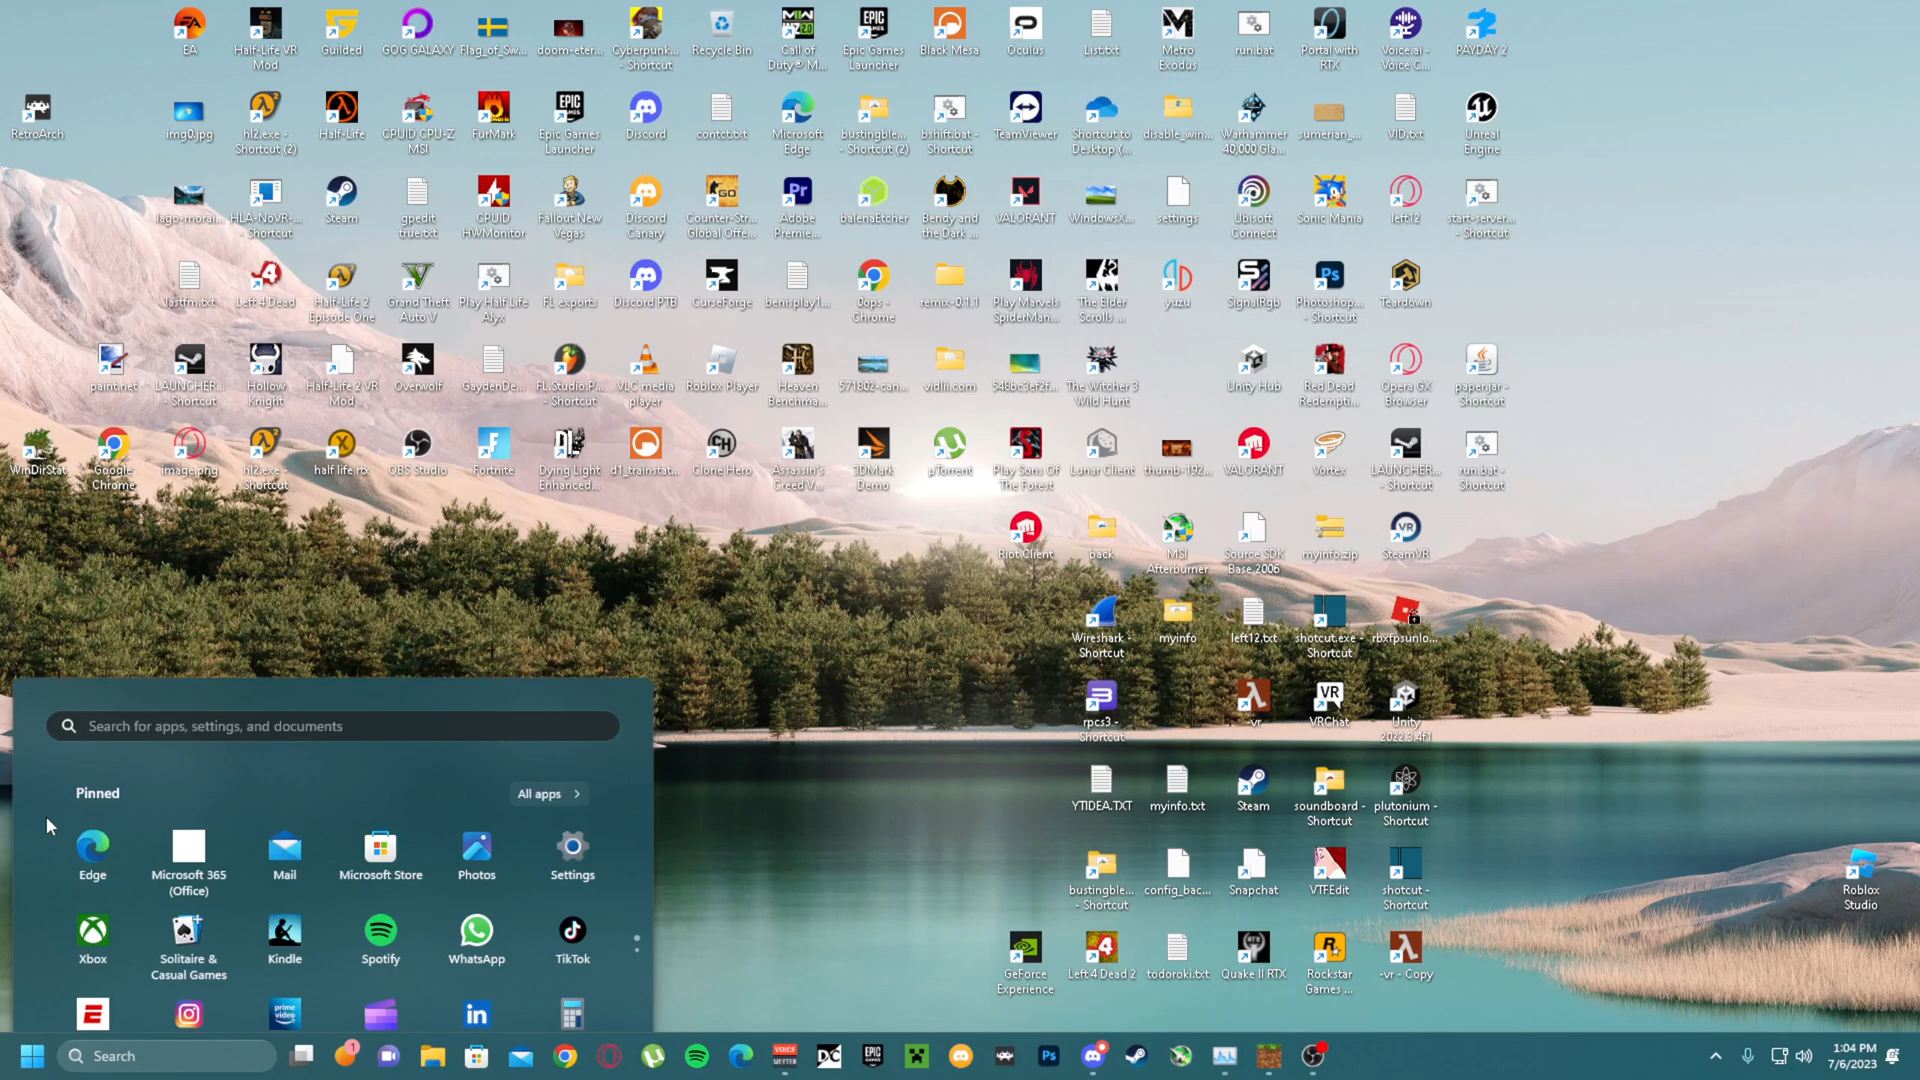 EA
Half-Life VR
Mod
Guilded
GOG GALAXY
Flag_of_Sw...
doom-eter...
Cyberpunk...
- Shortcut
Recycle Bin
Call of
Duty® M...
Epic Games
Launcher
Black Mesa
Oculus
List.txt
Metro
Exodus
run.bat
Portal with
RTX
Voice.ai -
Voice C...
PAYDAY 2
RetroArch
img0.jpg
hl2.exe -
Shortcut (2)
Half-Life
CPUID CPU-Z
MSI
FurMark
Epic Games
Launcher
Discord
contct.txt
Microsoft
Edge
bustingble...
- Shortcut (2)
bshift.bat -
Shortcut
TeamViewer
Shortcut to
Desktop (...
disable_win...
Warhammer
40,000 Gla...
sumerian_...
VID.txt
Unreal
Engine
lago-morai...
HLA-NoVR-...
- Shortcut
Steam
gpedit
true.txt
CPUID
HWMonitor
Fallout New
Vegas
Discord
Canary
Counter-Str...
Global Offe...
Adobe
Premie...
balenaEtcher
Bendy and
the Dark ...
VALORANT
WindowsX...
settings
Ubisoft
Connect
Sonic Mania
left12
start-server...
- Shortcut
lastfm.txt
Left 4 Dead
Half-Life 2
Episode One
Grand Theft
Auto V
Play Half Life
Alyx
FL exports
Discord PTB
CurseForge
benisplay1...
0ops -
Chrome
remix-0.1.1
Play Marvels
SpiderMan...
The Elder
Scrolls ...
yuzu
SignalRgb
Photoshop...
- Shortcut
Teardown
paint.net
LAUNCHER...
- Shortcut
Hollow
Knight
Half-Life 2 VR
Mod
Overwolf
GaydenDe...
FL.Studio.P...
- Shortcut
VLC media
player
Roblox Player
Heaven
Benchma...
571802-can...
vidlii.com
548bc3ef2f...
The Witcher 3
Wild Hunt
Unity Hub
Red Dead
Redempti...
Opera GX
Browser
paper.jar -
Shortcut
WinDirStat
Google
Chrome
image.png
hl2.exe -
Shortcut
half life rtx
OBS Studio
Fortnite
Dying Light
Enhanced...
d1_trainstat...
Clone Hero
Assassin's
Creed V...
3DMark
Demo
µTorrent
Play Sons Of
The Forest
Lunar Client
thumb-192...
VALORANT
Vortex
LAUNCHER...
- Shortcut
run.bat -
Shortcut
Riot Client
back
MSI
Afterburner
Source SDK
Base 2006
myinfo.zip
SteamVR
Wireshark -
Shortcut
myinfo
left12.txt
shotcut.exe -
Shortcut
rbxfpsunlo...
rpcs3 -
Shortcut
-vr
VRChat
Unity
2022.3.4f1
YTIDEA.TXT
myinfo.txt
Steam
soundboard -
Shortcut
plutonium -
Shortcut
bustingble...
- Shortcut
config_bac...
Snapchat
VTFEdit
shotcut -
Shortcut
Roblox
Studio
GeForce
Experience
Left 4 Dead 2
todoroki.txt
Quake II RTX
Rockstar
Games ...
-vr - Copy
Search for apps, settings, and documents
Pinned
All apps
Edge
Microsoft 365
(Office)
Mail
Microsoft Store
Photos
Settings
Xbox
Solitaire &
Casual Games
Kindle
Spotify
WhatsApp
TikTok
Search
1:04 PM
7/6/2023